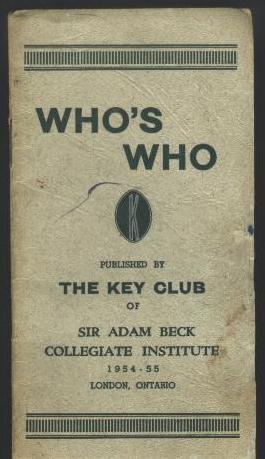 WHO'S
WHO
K
PUBLISHED BY
THE KEY CLUB
OF
SIR ADAM BECK
COLLEGIATE INSTITUTE
1954-55
LONDON, ONTARIO